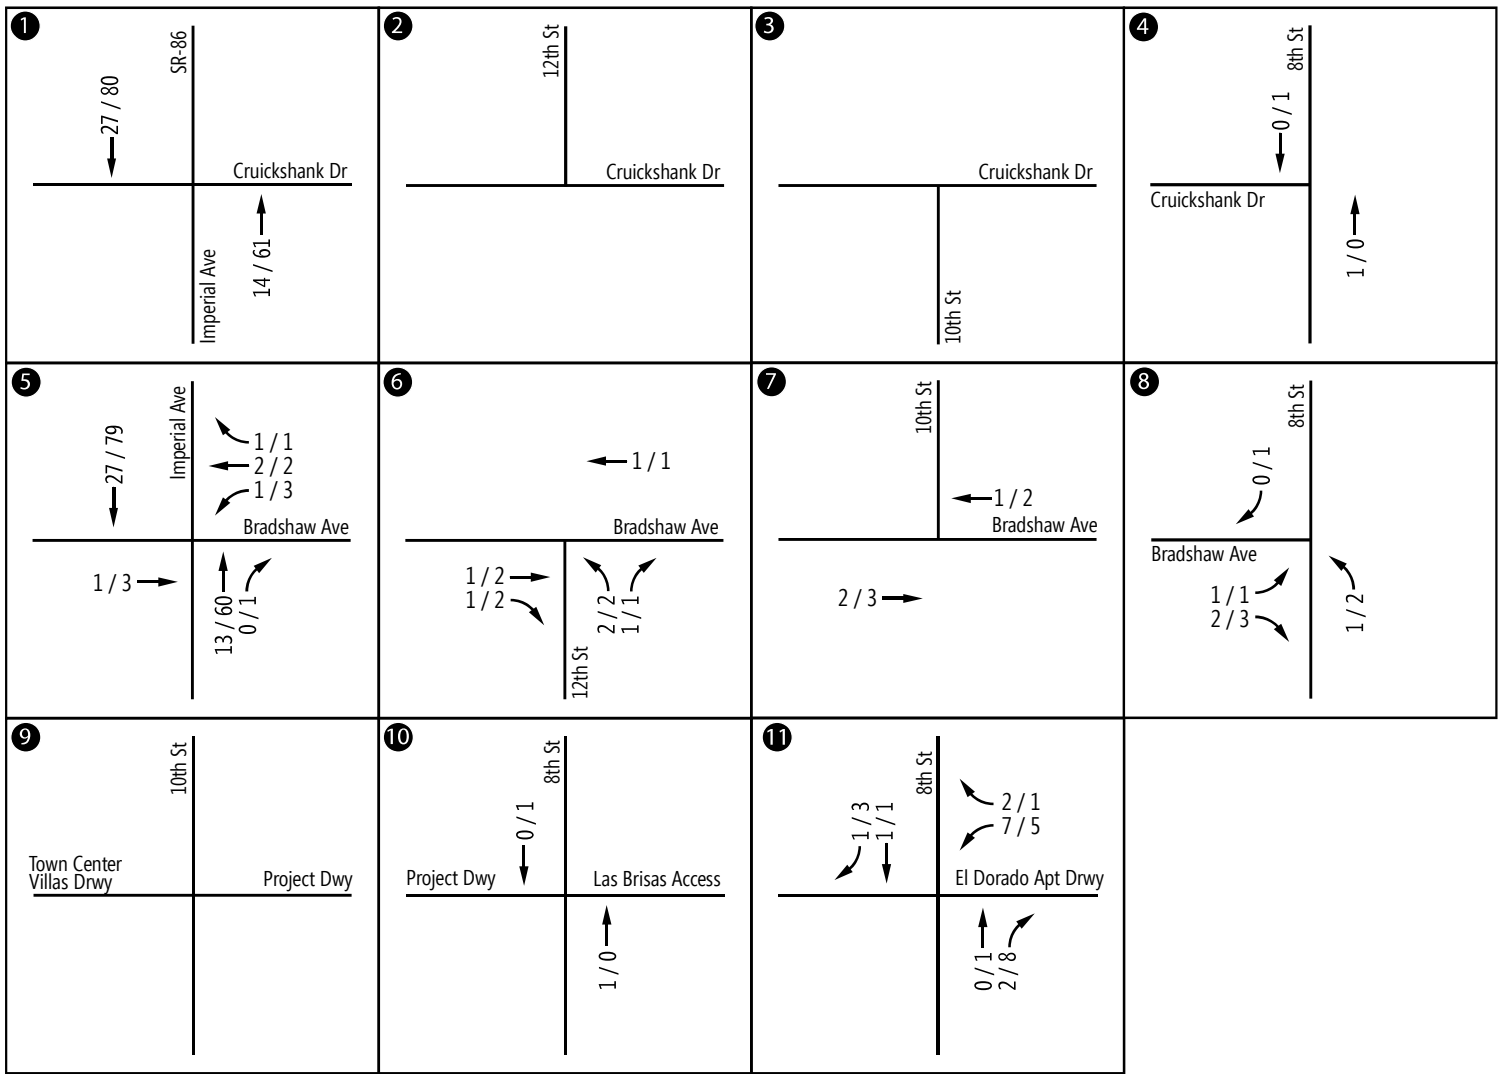 1
SR-86
27 / 80
Cruickshank Dr
Imperial Ave
14 / 61
2
12th St
Cruickshank Dr
3
Cruickshank Dr
10th St
4
8th St
0 / 1
Cruickshank Dr
1 / 0
5
Imperial Ave
27 / 79
1 / 1
2 / 2
1 / 3
Bradshaw Ave
1 / 3
13 / 60
0 / 1
6
1 / 1
Bradshaw Ave
1 / 2
1 / 2
2 / 2
1 / 1
12th St
7
10th St
1 / 2
Bradshaw Ave
2 / 3
8
8th St
0 / 1
Bradshaw Ave
1 / 1
2 / 3
1 / 2
9
10th St
Town Center
Villas Drwy
Project Dwy
10
8th St
0 / 1
Project Dwy
Las Brisas Access
1 / 0
11
8th St
1 / 3
1 / 1
2 / 1
7 / 5
El Dorado Apt Drwy
0 / 1
2 / 8